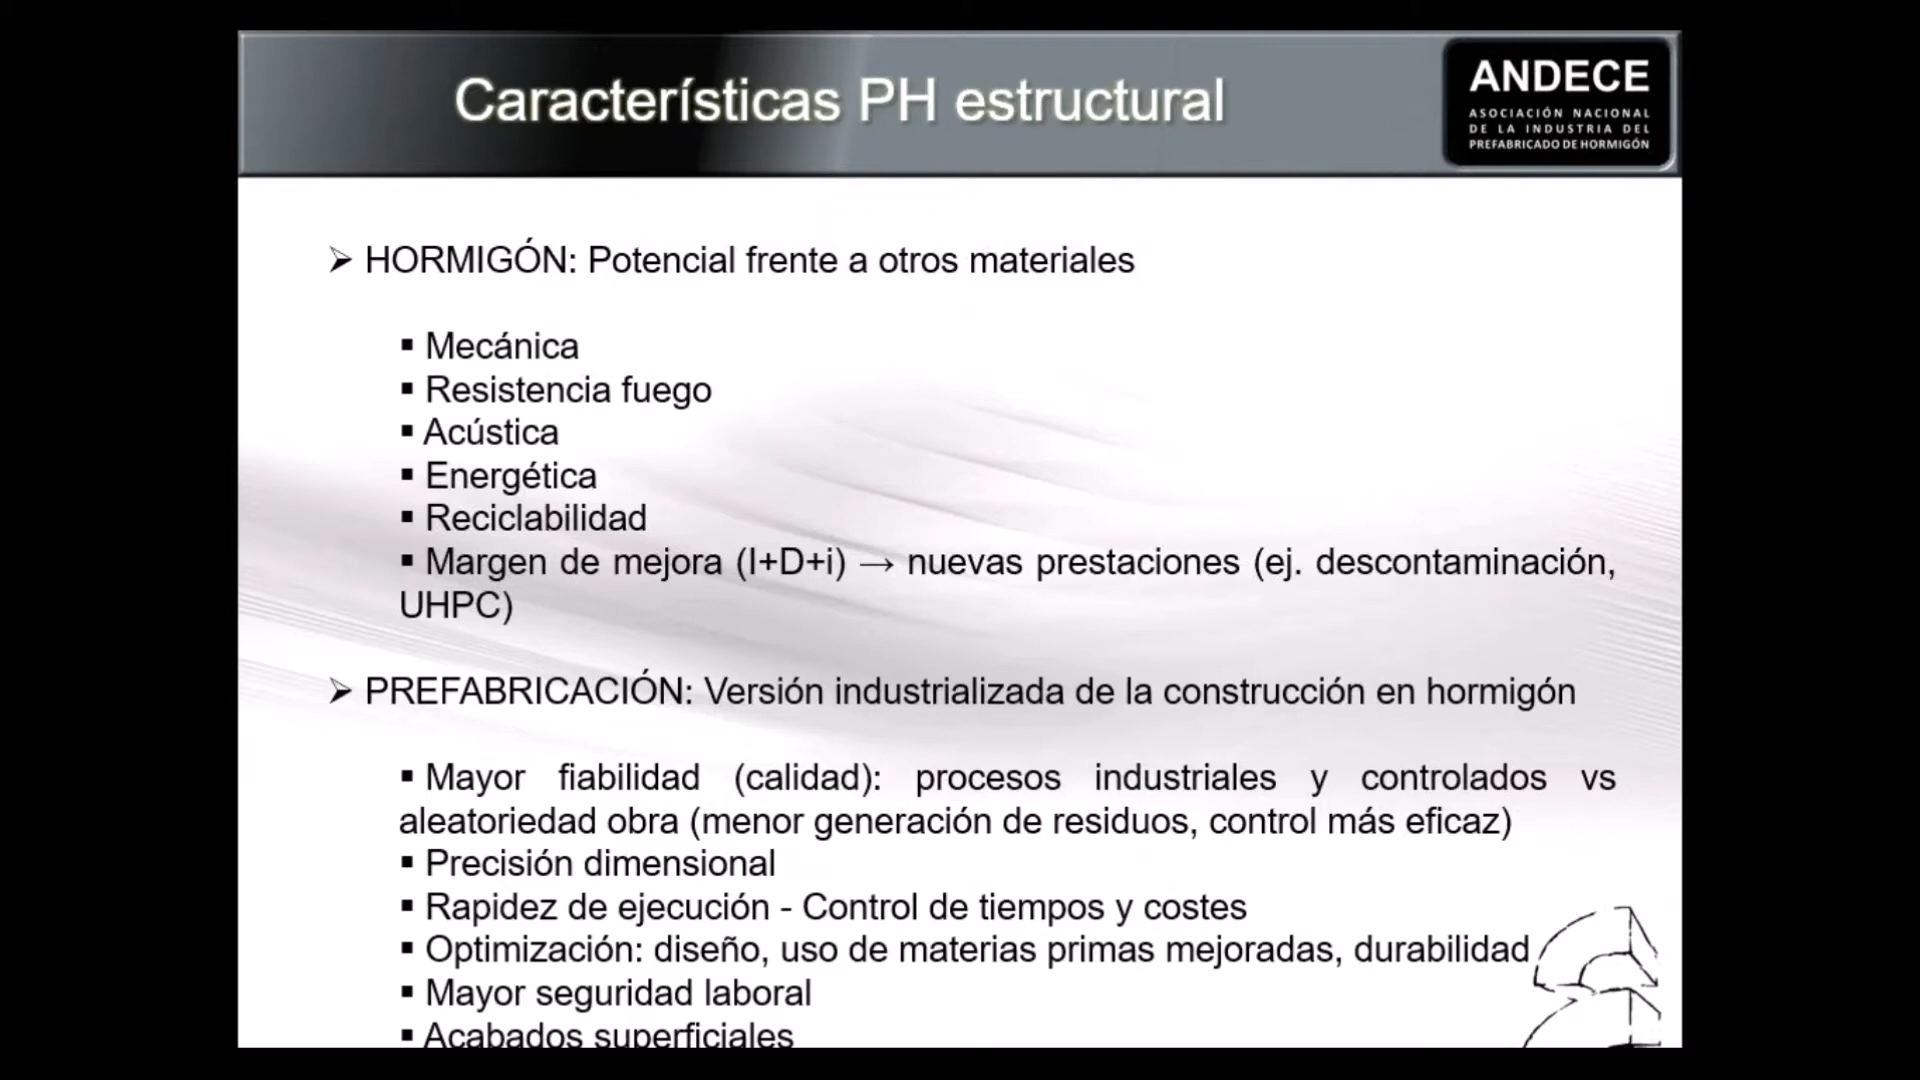 Características PH estructural
ANDECE
ASOCIACIÓN NACIONAL
DE LA INDUSTRIA DEL
PREFABRICADO DE HORMIGÓN
➢ HORMIGÓN: Potencial frente a otros materiales
▪ Mecánica
▪ Resistencia fuego
▪ Acústica
▪ Energética
▪ Reciclabilidad
▪ Margen de mejora (I+D+i) → nuevas prestaciones (ej. descontaminación,
UHPC)
➢ PREFABRICACIÓN: Versión industrializada de la construcción en hormigón
▪ Mayor fiabilidad (calidad): procesos industriales y controlados vs
aleatoriedad obra (menor generación de residuos, control más eficaz)
▪ Precisión dimensional
▪ Rapidez de ejecución - Control de tiempos y costes
▪ Optimización: diseño, uso de materias primas mejoradas, durabilidad
▪ Mayor seguridad laboral
▪ Acabados superficiales